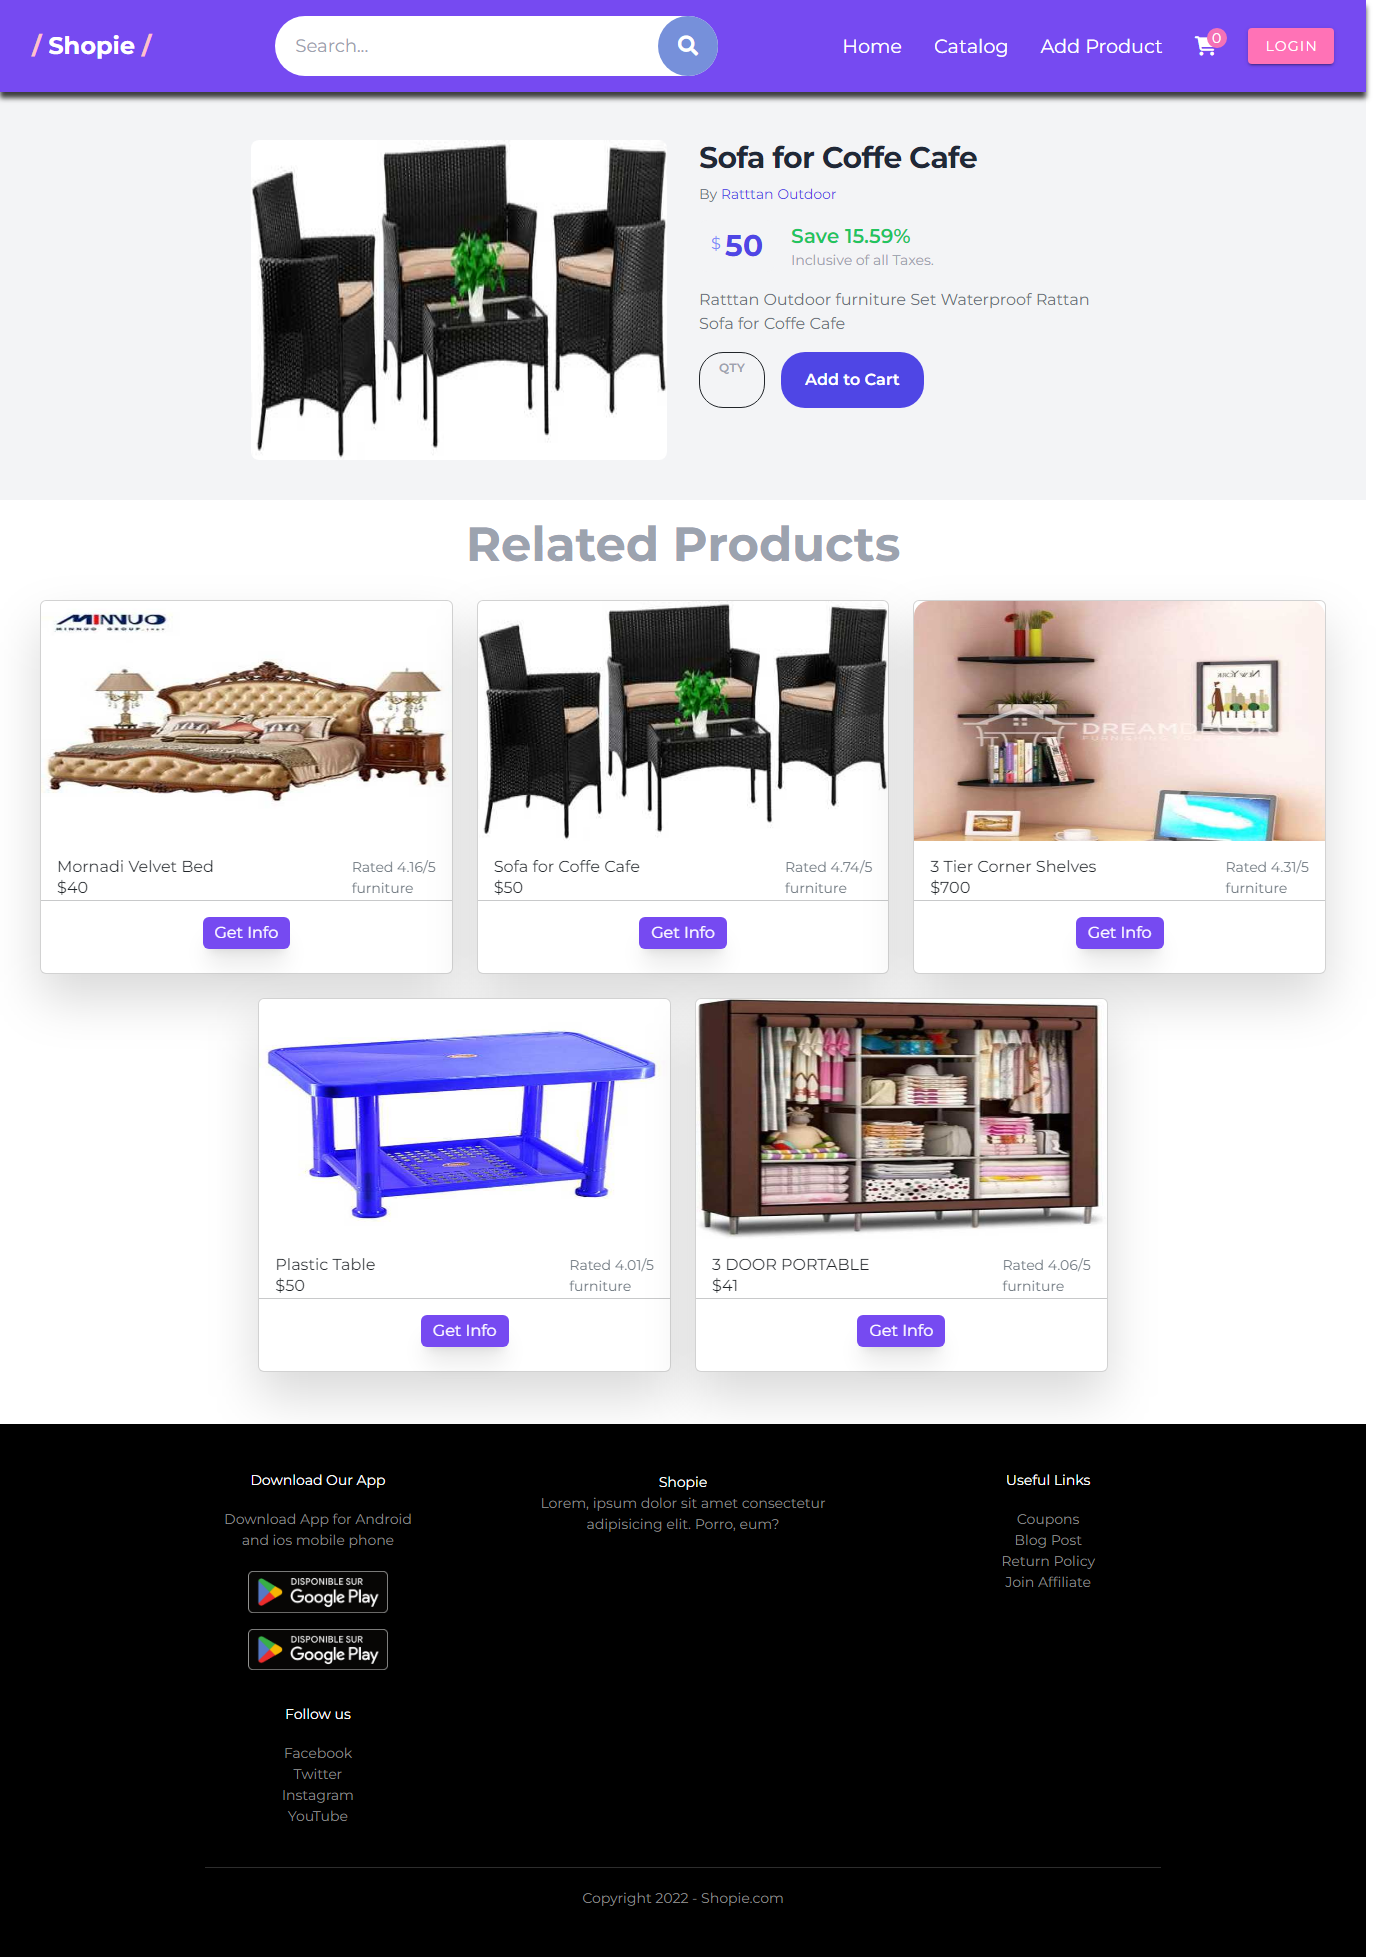 / Shopie /
Search...
Home
Catalog
Add Product
0
LOGIN
Sofa for Coffe Cafe
By Ratttan Outdoor
$ 50
Save 15.59%
Inclusive of all Taxes.
Ratttan Outdoor furniture Set Waterproof Rattan
Sofa for Coffe Cafe
QTY
Add to Cart
Related Products
MINNUO
MINNUO GROUP
Mornadi Velvet Bed
Rated 4.16/5
$40
furniture
Get Info
Sofa for Coffe Cafe
Rated 4.74/5
$50
furniture
Get Info
DREAMDECOR
3 Tier Corner Shelves
Rated 4.31/5
$700
furniture
Get Info
Plastic Table
Rated 4.01/5
$50
furniture
Get Info
3 DOOR PORTABLE
Rated 4.06/5
$41
furniture
Get Info
Download Our App
Download App for Android
and ios mobile phone
DISPONIBLE SUR
Google Play
DISPONIBLE SUR
Google Play
Follow us
Facebook
Twitter
Instagram
YouTube
Shopie
Lorem, ipsum dolor sit amet consectetur
adipisicing elit. Porro, eum?
Useful Links
Coupons
Blog Post
Return Policy
Join Affiliate
Copyright 2022 - Shopie.com